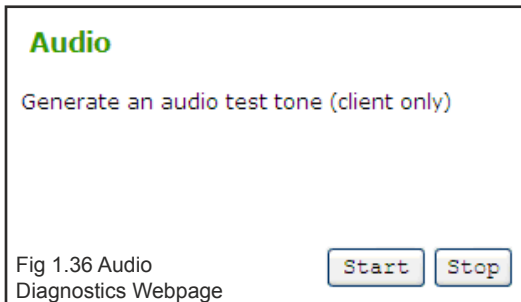 Audio
Generate an audio test tone (client only)
Fig 1.36 Audio
Diagnostics Webpage
Start Stop